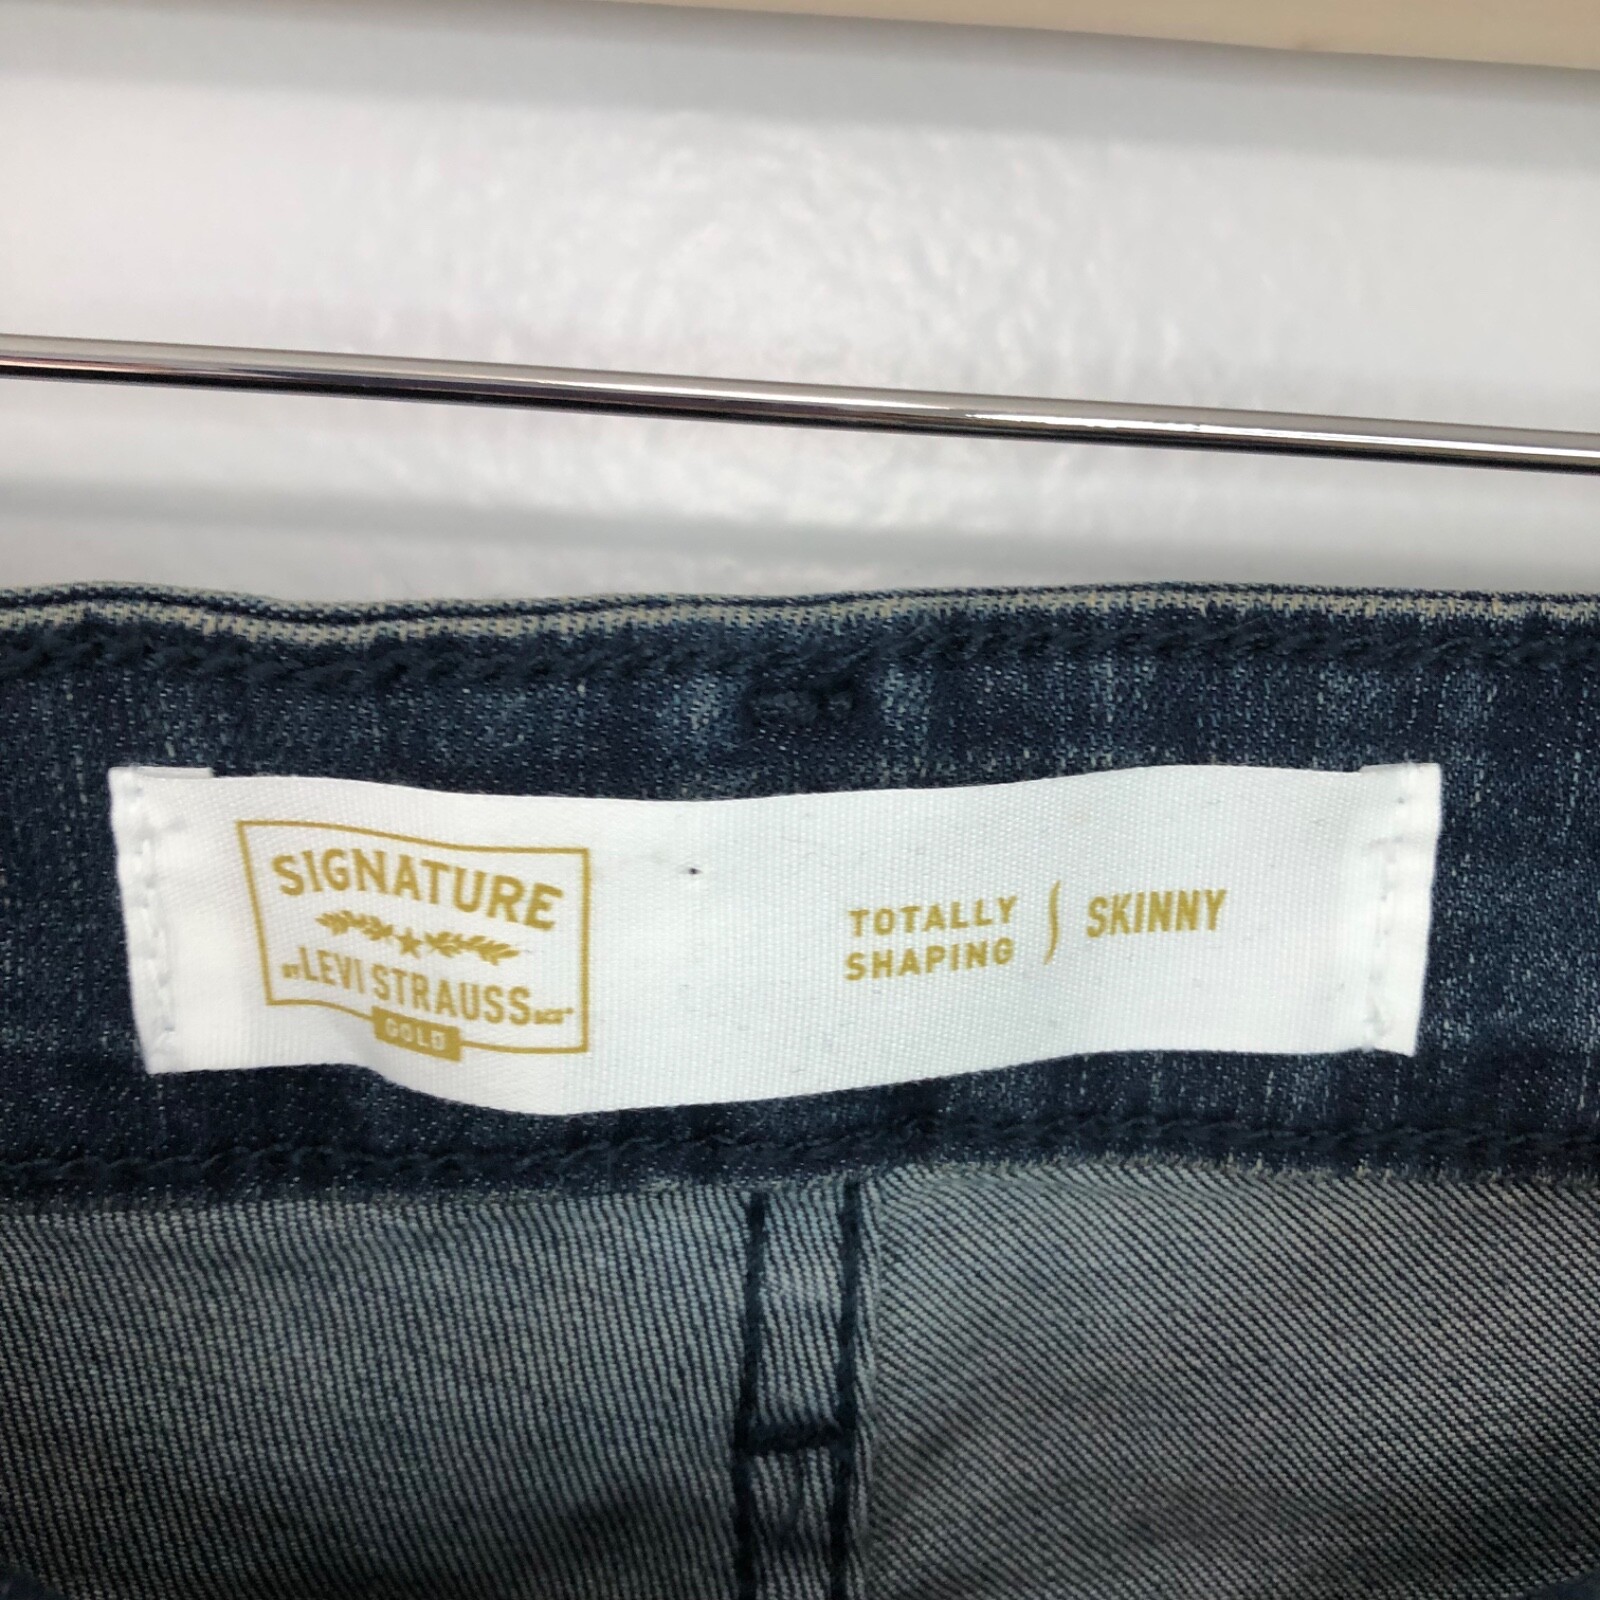 SIGNATURE
BY LEVI STRAUSS & CO.
GOLD
TOTALLY
SHAPING
SKINNY